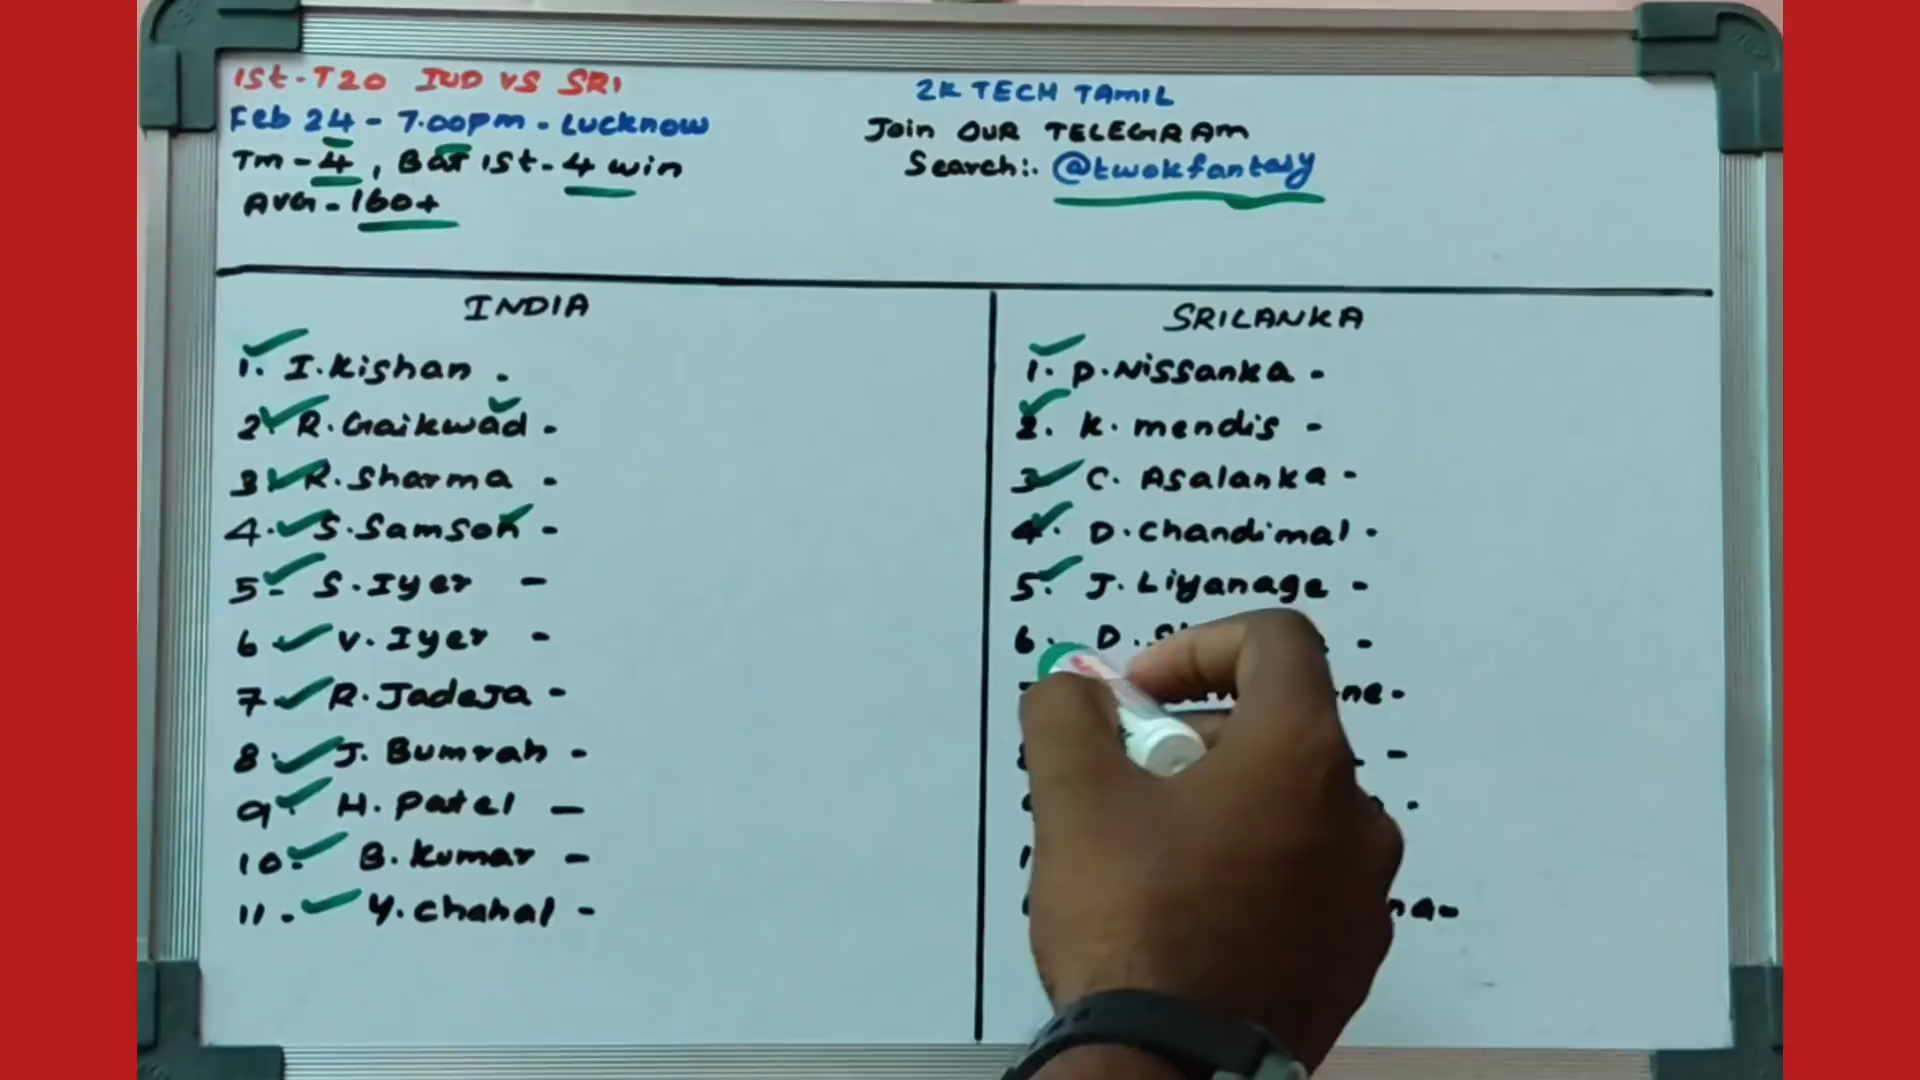 1St-T20 IND VS SRI
Feb 24 - 7.00pm - Lucknow
Tm - 4, BAT 1St - 4 win
AVG - 160+
2K TECH TAMIL
Join OUR TELEGRAM
Search:. @twokfantasy
INDIA
1. I. Kishan -
2. R. Gaikwad -
3. R. Sharma -
4. S. Samson -
5. S. Iyer -
6 V. Iyer -
7 R. Jadeja -
8. J. Bumrah -
9. H. Patel -
10. B. Kumar -
11. Y. Chahal -
SRILANKA
1. P. Nissanka -
2. K. mendis -
3. C. Asalanka -
4. D. Chandimal -
5. J. Liyanage -
6. D.